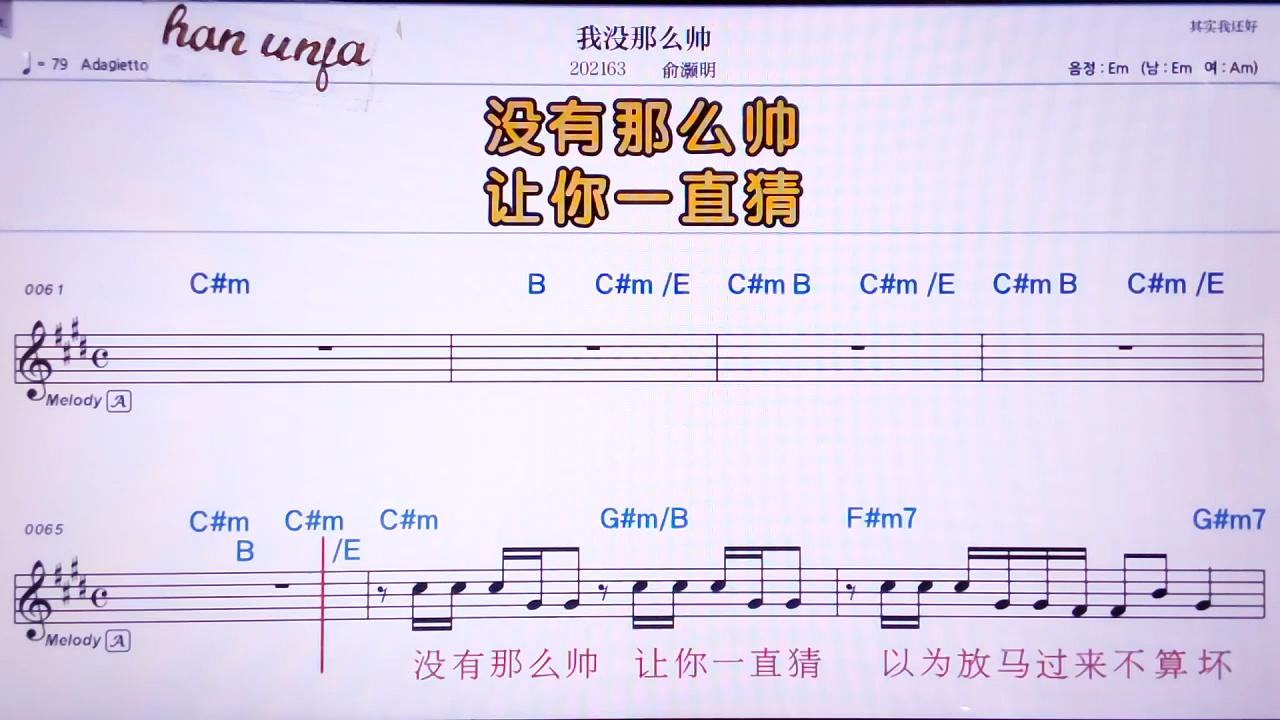 han unfa
我没那么帅
其实我还好
♩= 79 Adagietto
202163 俞灏明
음정 : Em (남 : Em 여 : Am)
没有那么帅
让你一直猜
0061 C#m B C#m /E C#m B C#m /E C#m B C#m /E
Melody A
0065 C#m B C#m /E C#m G#m/B F#m7 G#m7
Melody A
没有那么帅 让你一直猜 以为放马过来不算坏